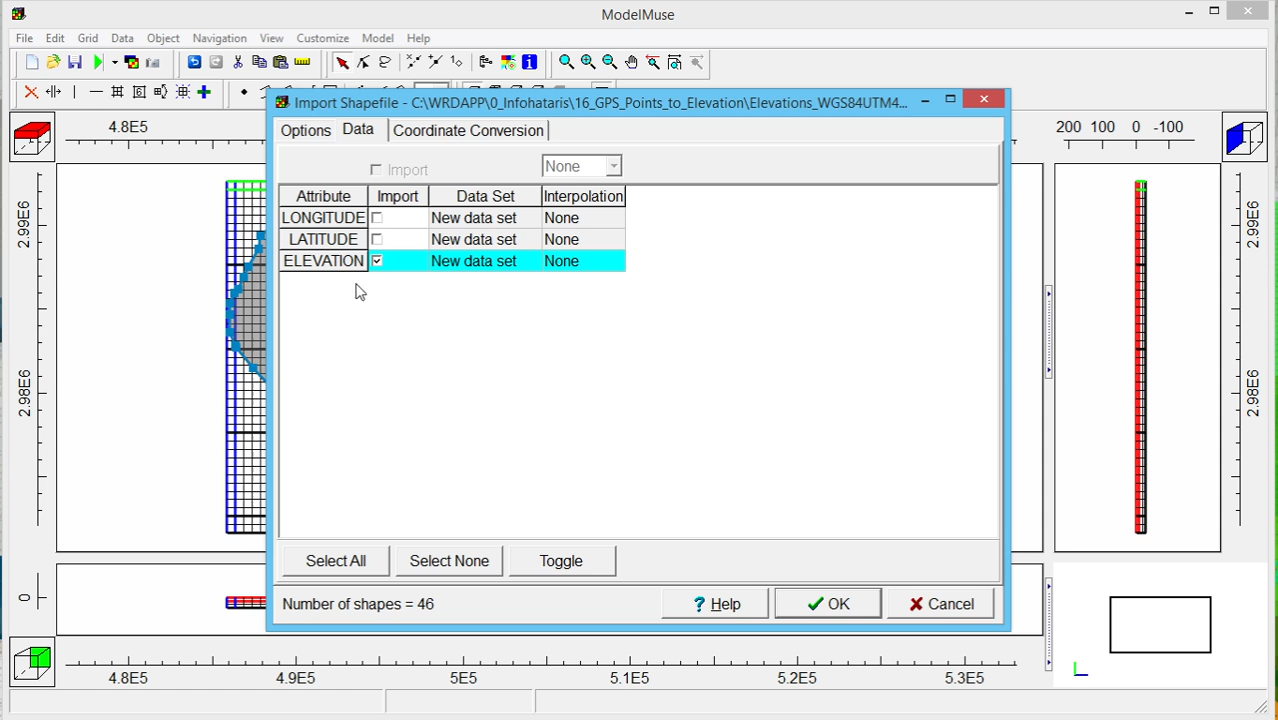 ModelMuse
File Edit Grid Data Object Navigation View Customize Model Help
Import Shapefile - C:\WRDAPP\0_Infohataris\16_GPS_Points_to_Elevation\Elevations_WGS84UTM4...
4.8E5
200 100 0 -100
Options Data Coordinate Conversion
Import None
Attribute Import Data Set Interpolation
LONGITUDE New data set None
LATITUDE New data set None
ELEVATION New data set None
2.99E6
2.98E6
2.99E6
2.98E6
Select All Select None Toggle
Number of shapes = 46
? Help OK Cancel
0
4.8E5 4.9E5 5E5 5.1E5 5.2E5 5.3E5